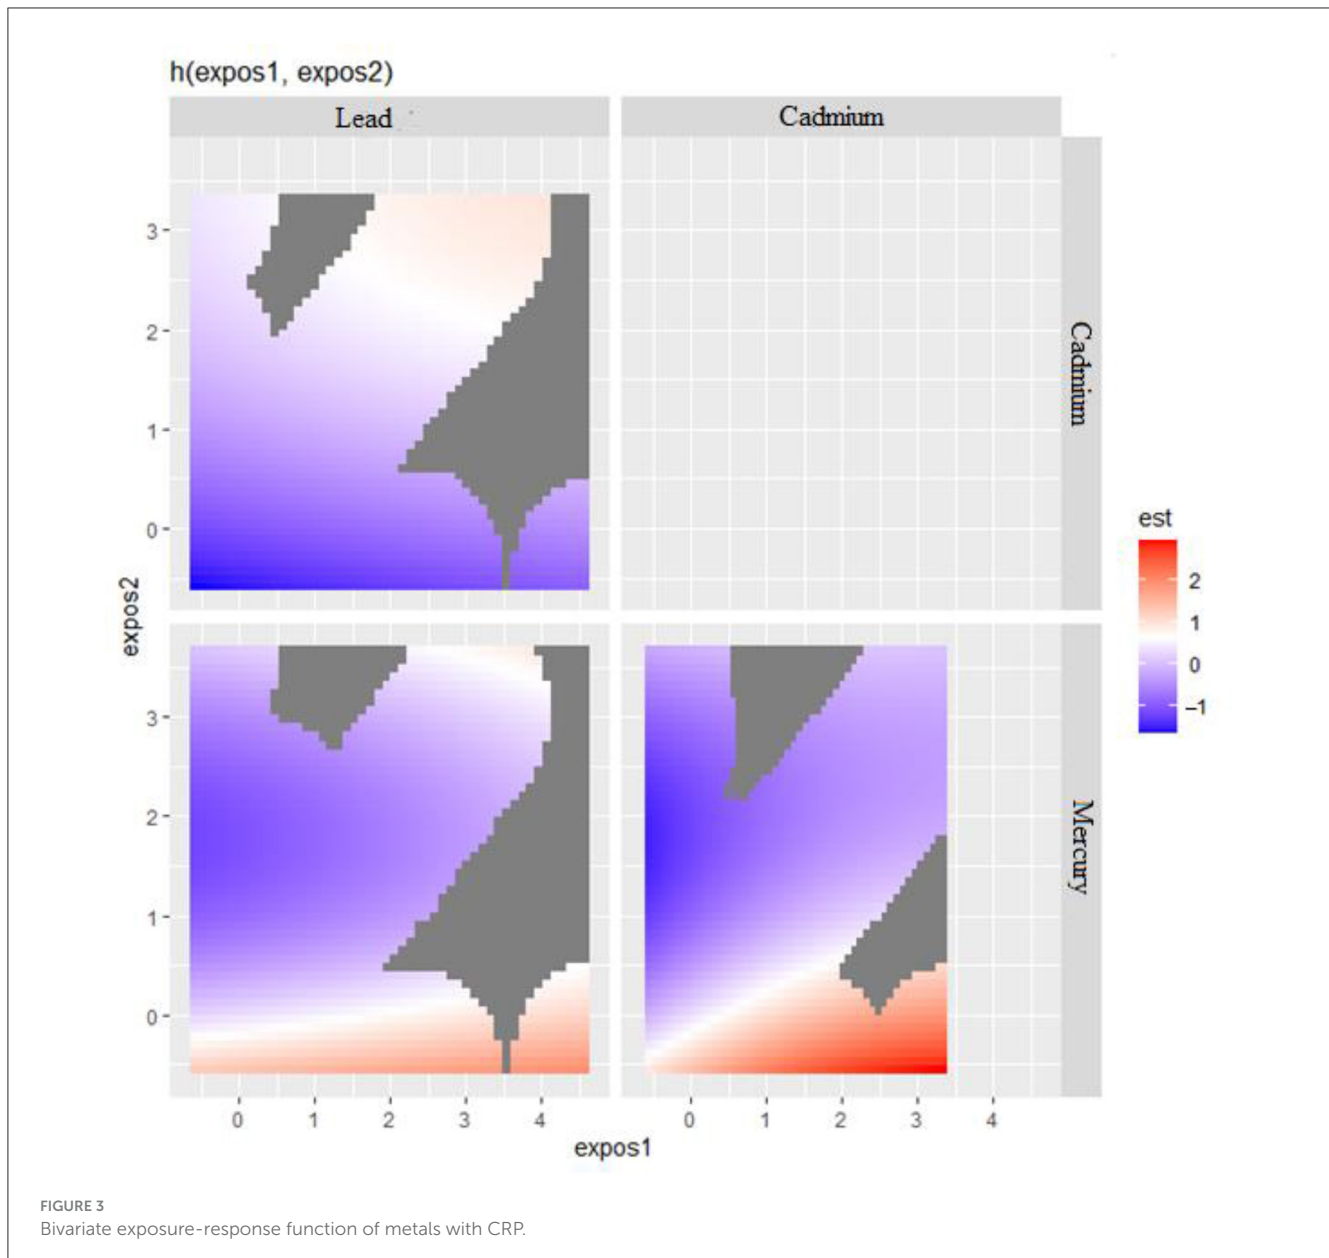 h(expos1, expos2)
Lead
Cadmium
3
2
1
0
Cadmium
expos2
3
2
1
0
Mercury
0
1
2
3
4
0
1
2
3
4
expos1
est
2
1
0
−1
FIGURE 3
Bivariate exposure-response function of metals with CRP.